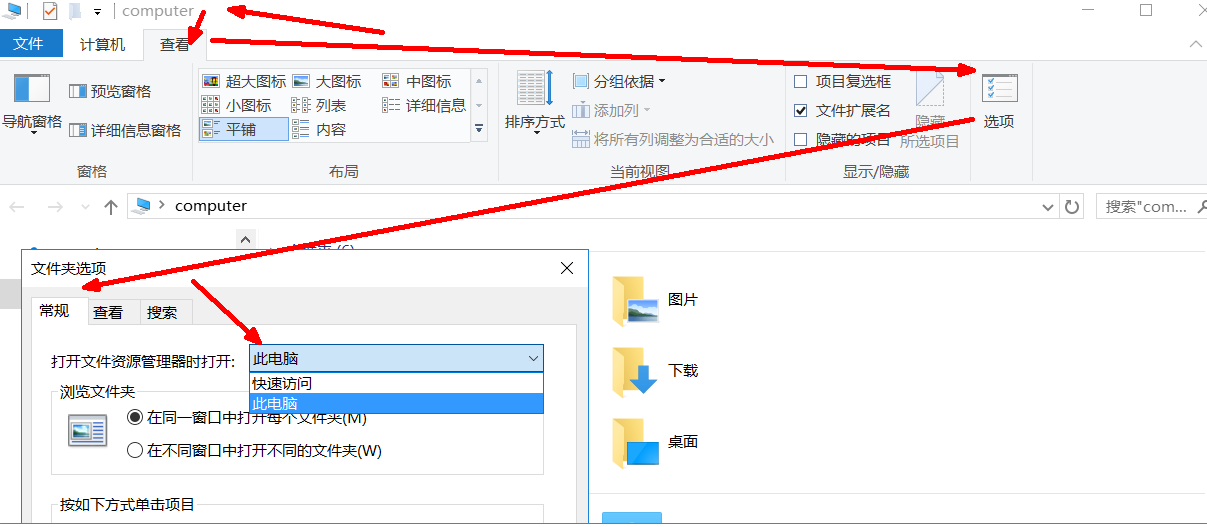 computer
文件 计算机 查看
超大图标 大图标 中图标
小图标 列表 详细信息
平铺 内容
导航窗格
预览窗格
详细信息窗格
窗格
布局
排序方式
分组依据
添加列
将所有列调整为合适的大小
当前视图
项目复选框
文件扩展名
隐藏的项目
隐藏
所选项目
显示/隐藏
选项
computer
搜索"com...
文件夹选项
常规 查看 搜索
打开文件资源管理器时打开: 此电脑
快速访问
此电脑
浏览文件夹
在同一窗口中打开每个文件夹(M)
在不同窗口中打开不同的文件夹(W)
按如下方式单击项目
图片
下载
桌面